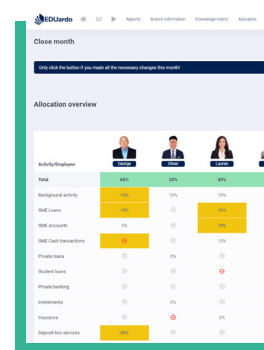 EDUardo Reports Branch information Knowledge matrix Allocation
Close month
Only click the button if you made all the necessary changes this month!
Allocation overview
Activity/Employee George Oliver Lauren
Total 65% 20% 45%
Background activity 15% 10% 10%
SME Loans 15% 10%
SME Accounts 0% 10%
SME Cash transactions 10%
Private loans 0%
Student loans
Private banking
Investments 0%
Insurance 0%
Deposit box services 20%